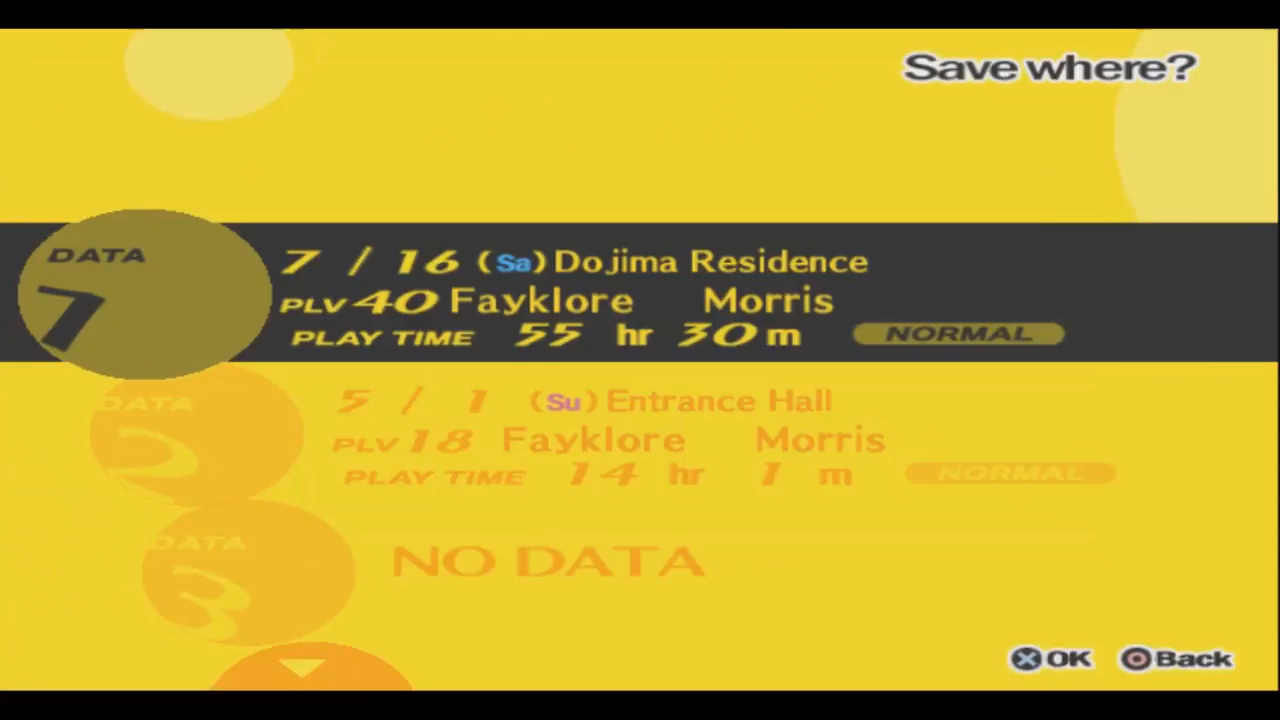 Save where?
DATA 1
7 / 16 (Sa) Dojima Residence
PLV 40 Fayklore Morris
PLAY TIME 55 hr 30 m NORMAL
DATA 2
5 / 1 (Su) Entrance Hall
PLV 18 Fayklore Morris
PLAY TIME 14 hr 1 m NORMAL
DATA 3
NO DATA
OK Back